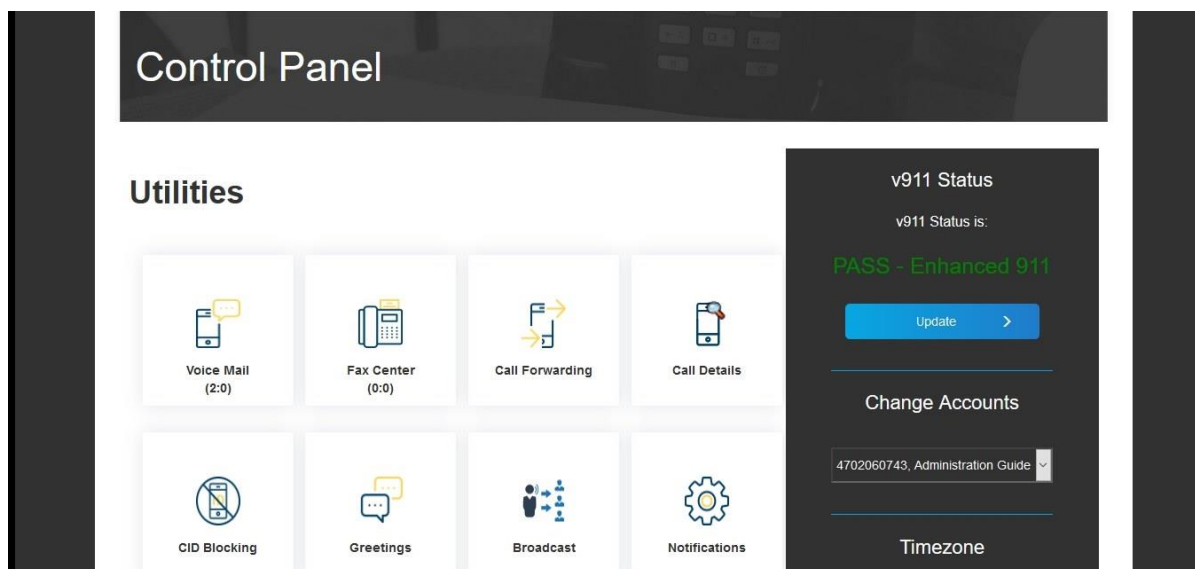 Control Panel
Utilities
Voice Mail
(2:0)
Fax Center
(0:0)
Call Forwarding
Call Details
CID Blocking
Greetings
Broadcast
Notifications
v911 Status
v911 Status is:
PASS - Enhanced 911
Update
Change Accounts
4702060743, Administration Guide
Timezone